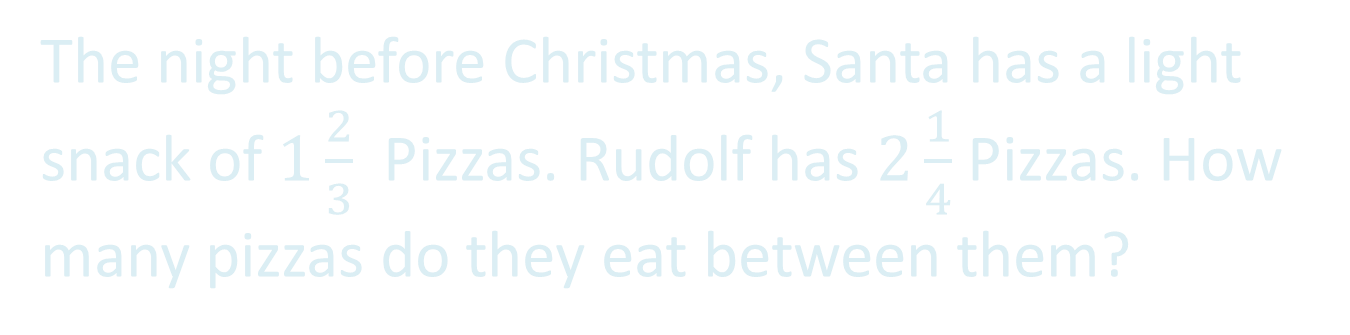 The night before Christmas, Santa has a light
snack of 1 2/3 Pizzas. Rudolf has 2 1/4 Pizzas. How
many pizzas do they eat between them?